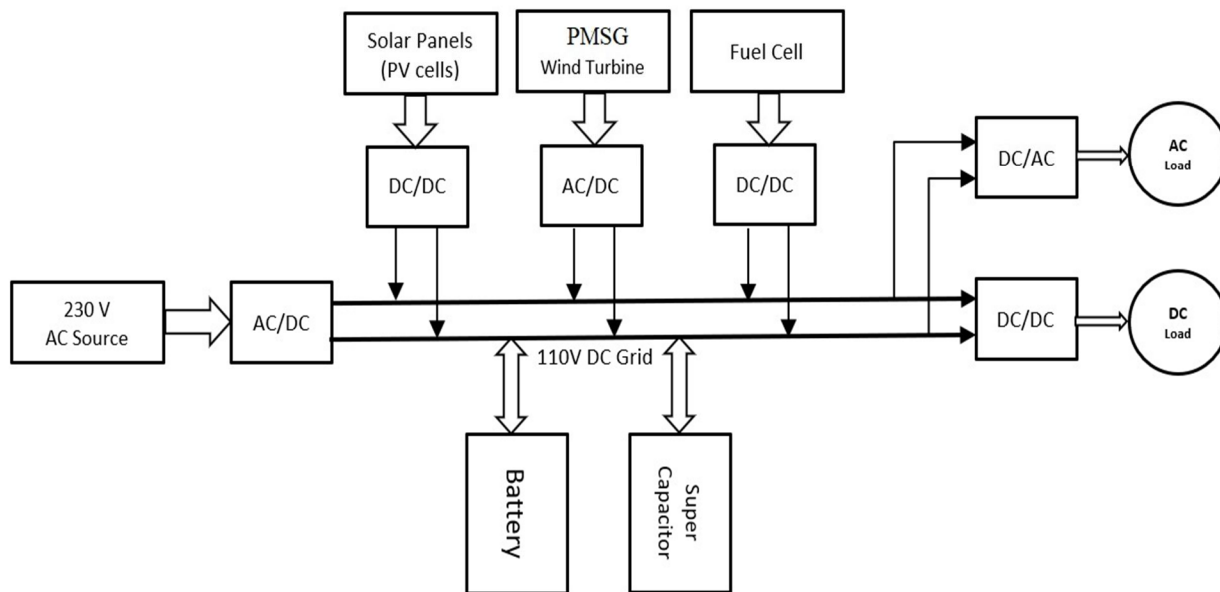 Solar Panels
(PV cells)
PMSG
Wind Turbine
Fuel Cell
DC/DC
AC/DC
DC/DC
DC/AC
AC
Load
230 V
AC Source
AC/DC
110V DC Grid
DC/DC
DC
Load
Battery
Super
Capacitor